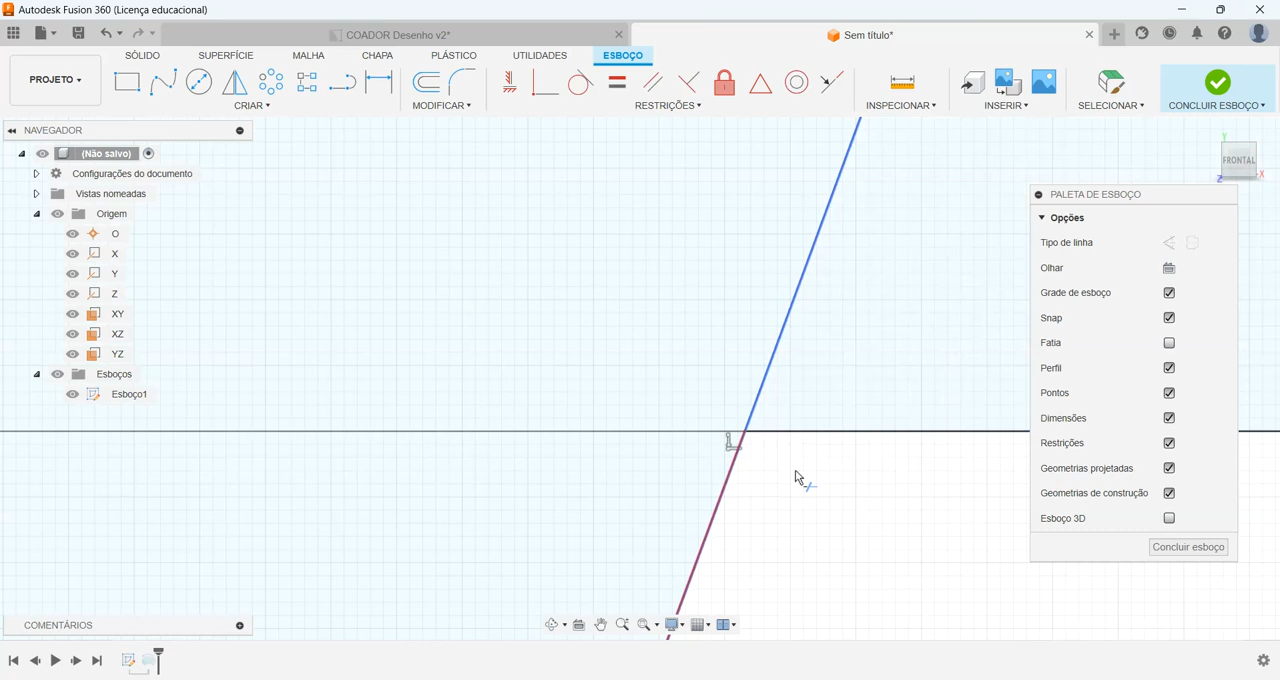 Autodesk Fusion 360 (Licença educacional)
COADOR Desenho v2*
Sem título*
PROJETO
SÓLIDO
SUPERFÍCIE
MALHA
CHAPA
PLÁSTICO
UTILIDADES
ESBOÇO
CRIAR
MODIFICAR
RESTRIÇÕES
INSPECIONAR
INSERIR
SELECIONAR
CONCLUIR ESBOÇO
NAVEGADOR
(Não salvo)
Configurações do documento
Vistas nomeadas
Origem
O
X
Y
Z
XY
XZ
YZ
Esboços
Esboço1
Y
FRONTAL
Z
X
PALETA DE ESBOÇO
Opções
Tipo de linha
Olhar
Grade de esboço
Snap
Fatia
Perfil
Pontos
Dimensões
Restrições
Geometrias projetadas
Geometrias de construção
Esboço 3D
Concluir esboço
COMENTÁRIOS